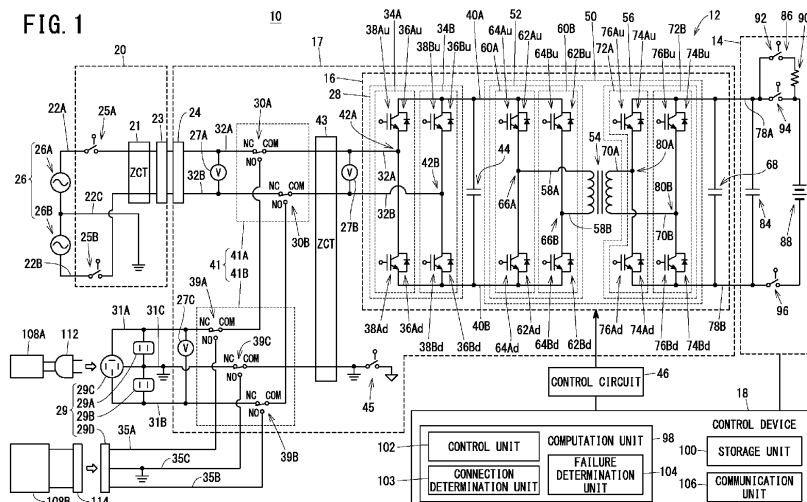 FIG. 1
10
12
20
17
16
28
34A
38Au 36Au
34B
38Bu 36Bu
40A
52
60A
64Au
62Au
60B
64Bu 62Bu
50
56
72A
76Au
74Au
72B
76Bu 74Bu
14
92
86
90
22A
25A
21
23
24
27A
32A
30A
43
42A
94
78A
26A
26
26B
22C
ZCT
V
NC COM
NO
V
44
54
70A
80A
68
32B
NC COM
NO
32A
42B
32B
58A
66A
80B
84
88
25B
22B
30B
27B
ZCT
66B
58B
70B
41
41A
41B
39A
31A
31C
27C
108A
112
NC COM
NO
39C
V
38Ad 36Ad
38Bd 36Bd
40B
64Ad
62Ad
64Bd
62Bd
76Ad 74Ad
76Bd 74Bd
78B
96
29C
29A
29
29B
29D
NC COM
NO
45
CONTROL CIRCUIT
46
18
31B
NC COM
NO
35A
35C
35B
39B
108B
114
CONTROL DEVICE
102
CONTROL UNIT
COMPUTATION UNIT
98
100
STORAGE UNIT
103
CONNECTION DETERMINATION UNIT
FAILURE DETERMINATION UNIT
104
106
COMMUNICATION UNIT